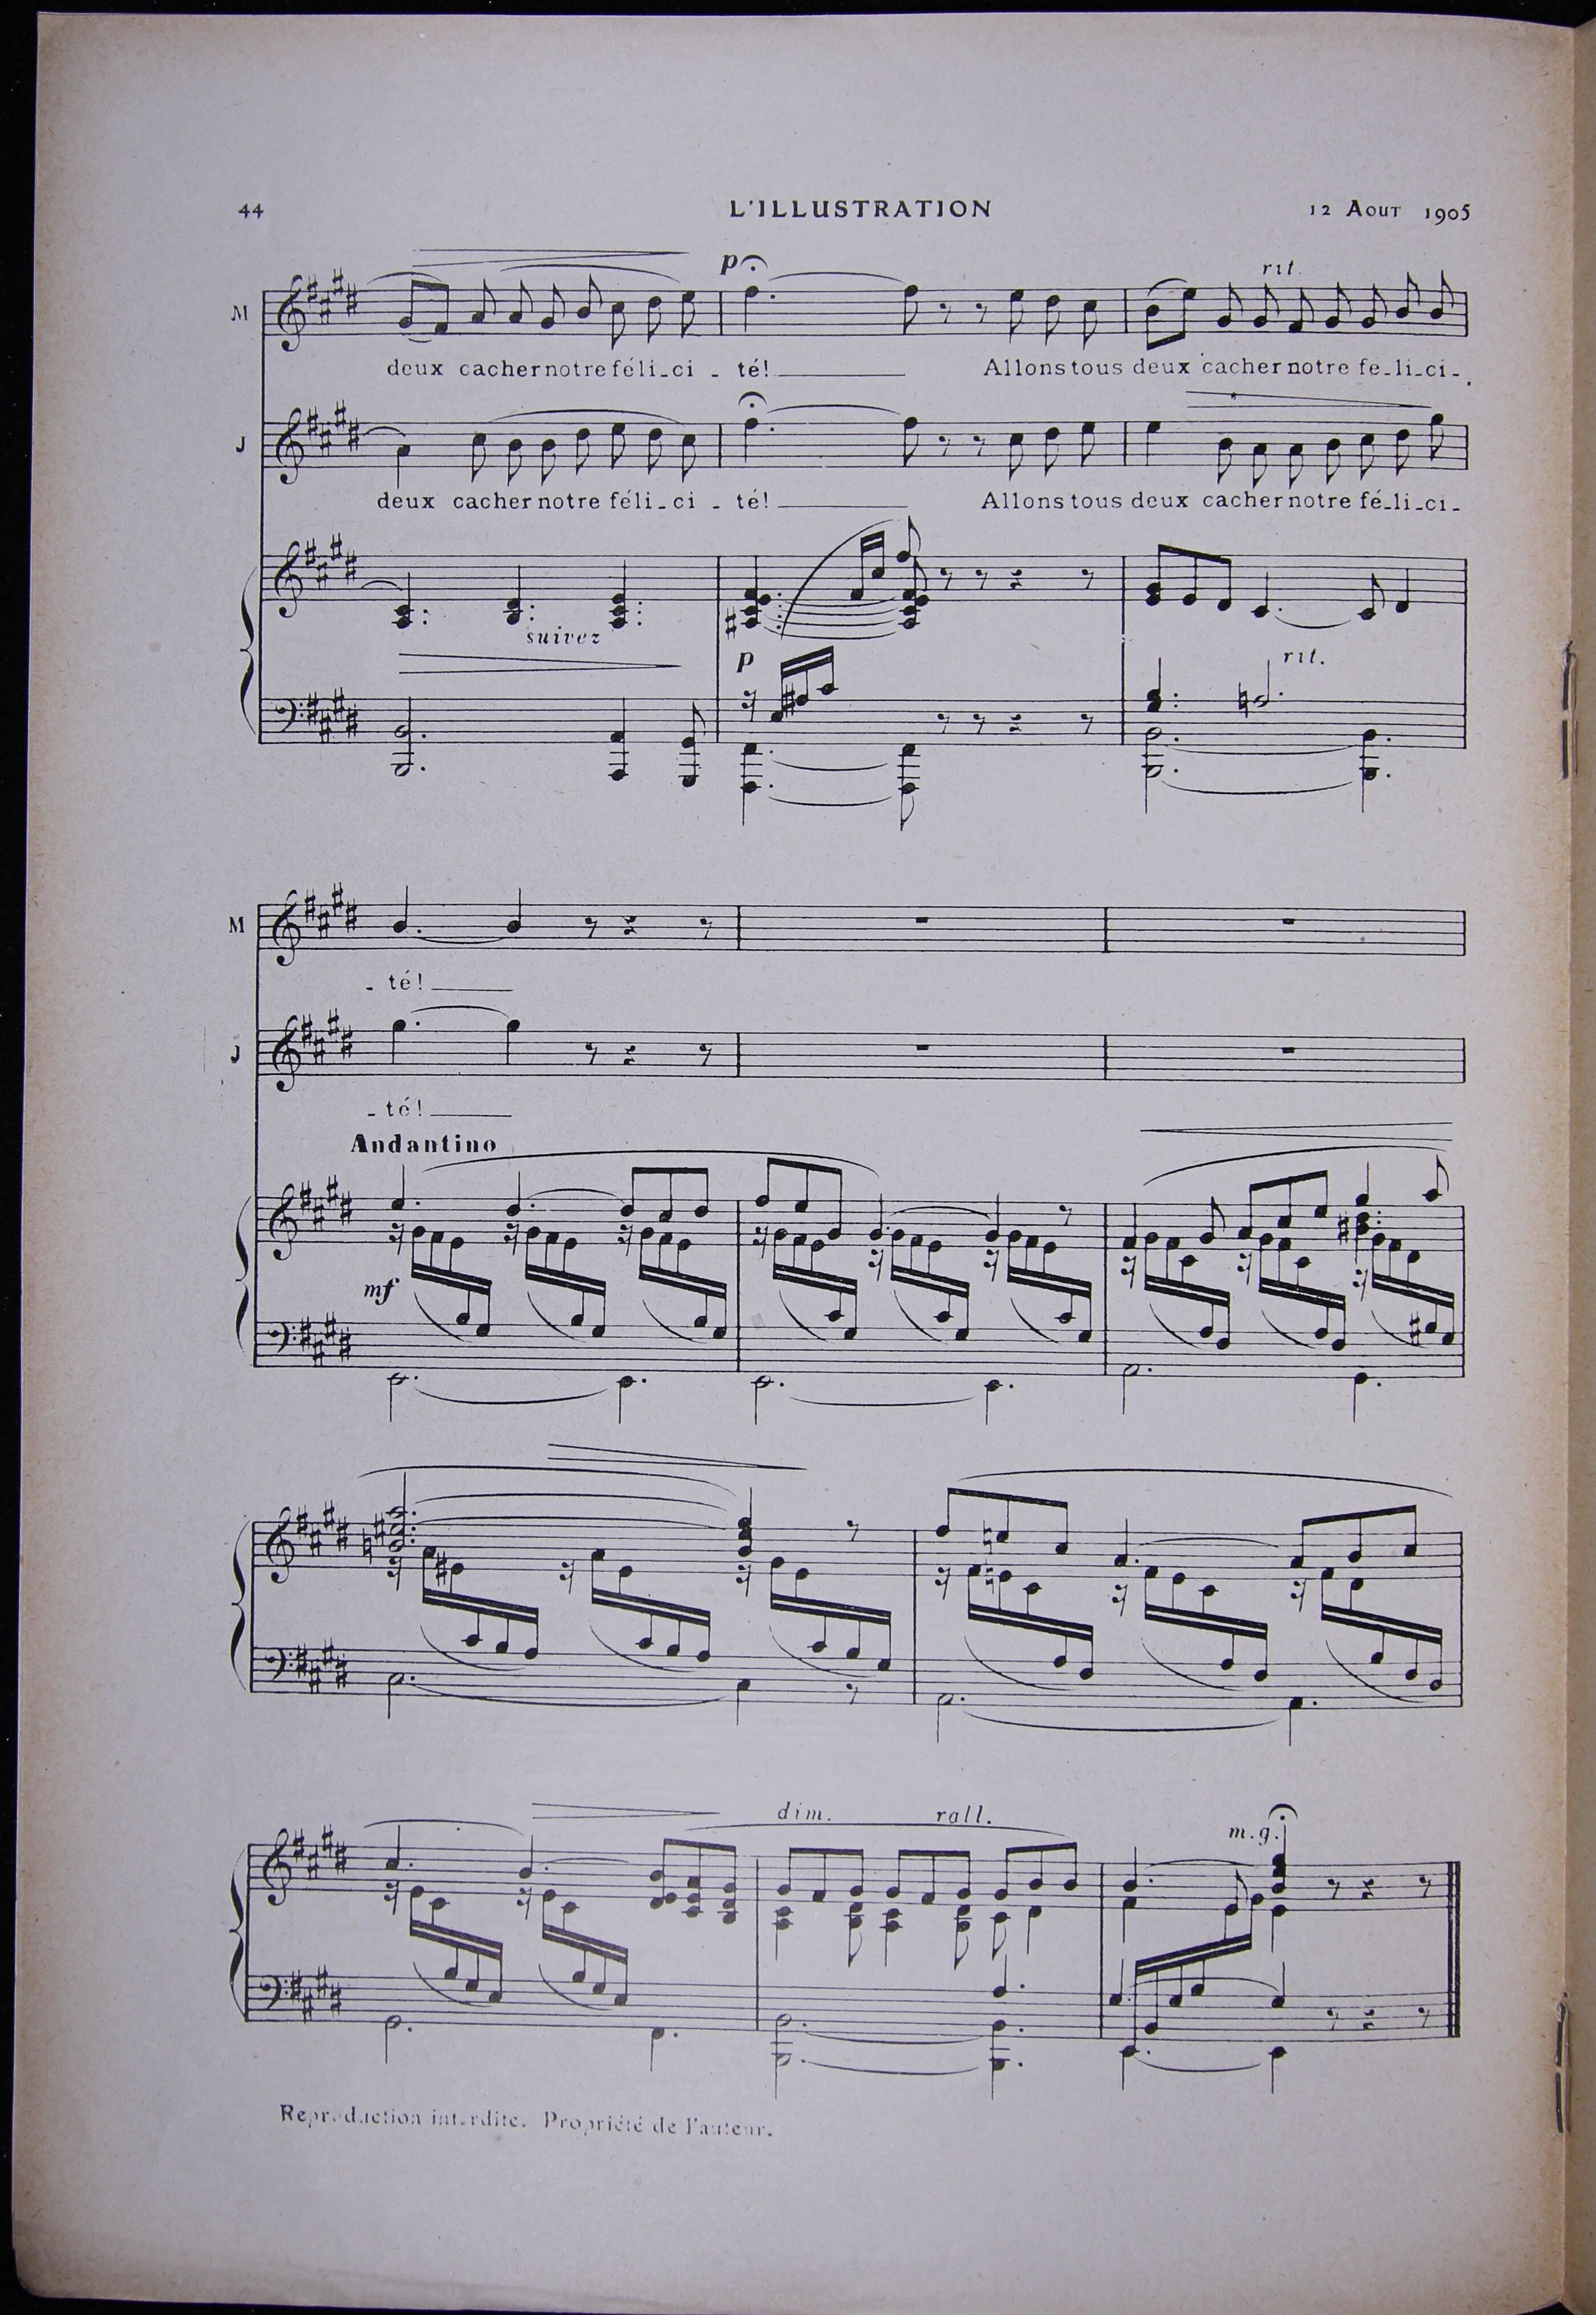 44 L'ILLUSTRATION 12 AOUT 1905
p rit.
M
deux cacher notre féli_ci _ té! Allons tous deux cacher notre fe_li_ci_
J
deux cacher notre féli_ci _ té! Allons tous deux cacher notre fé_li_ci_
suivez p rit.
M
_ té!
J
_ té!
Andantino
mf
dim. rall. m.g.
Reproduction interdite. Propriété de l'auteur.